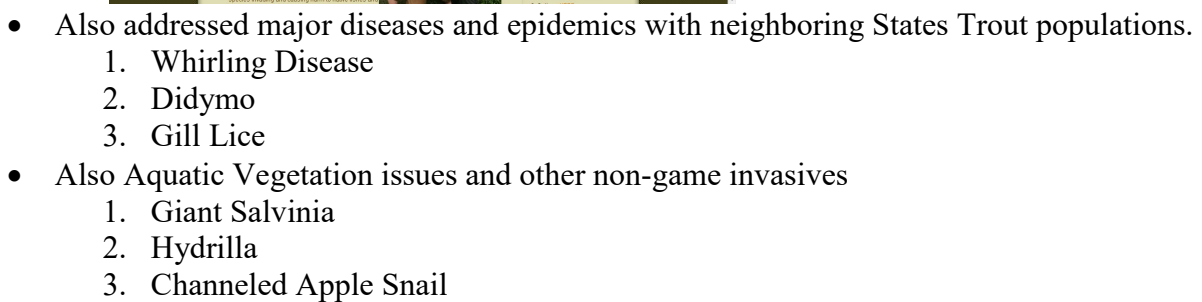 • Also addressed major diseases and epidemics with neighboring States Trout populations.
1. Whirling Disease
2. Didymo
3. Gill Lice
• Also Aquatic Vegetation issues and other non-game invasives
1. Giant Salvinia
2. Hydrilla
3. Channeled Apple Snail